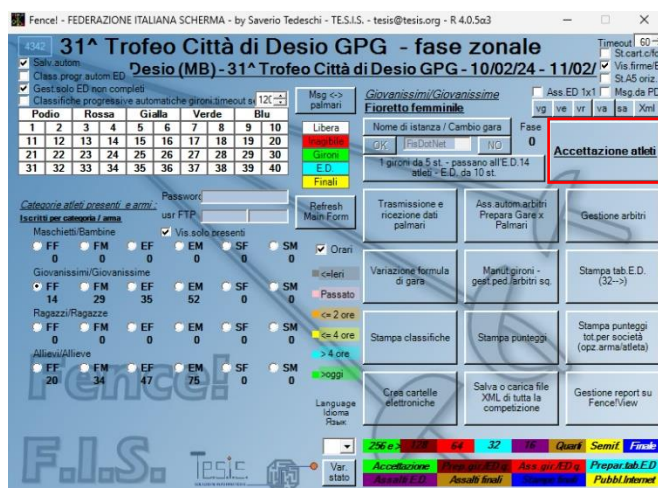 Fence! - FEDERAZIONE ITALIANA SCHERMA - by Saverio Tedeschi - TE.S.I.S. - tesis@tesis.org - R 4.0.5α3
4342
31^ Trofeo Città di Desio GPG - fase zonale
Timeout 60
Salv.autom
St.cart.c/fo
Class progr autom.ED
Desio (MB) - 31^ Trofeo Città di Desio GPG - 10/02/24 - 11/02/
Vis.firme/E
Gest.solo ED non completi
St.A5 oriz.
Classifiche progressive automatiche gironi:timeout se 120
Msg <-> palmari
Giovanissimi/Giovanissime
Ass.ED 1x1
Msg.da PD
Fioretto femminile
vg ve vr va sa Xml
Podio Rossa Gialla Verde Blu
1 2 3 4 5 6 7 8 9 10
11 12 13 14 15 16 17 18 19 20
21 22 23 24 25 26 27 28 29 30
31 32 33 34 35 36 37 38 39 40
Libera
Inagibile
Gironi
E.D.
Finali
Nome di istanza / Cambio gara
Fase
OK FisDotNet NO
0
Accettazione atleti
1 gironi da 5 st. - passano all'E.D.14
atleti - E.D. da 10 st.
Categorie atleti presenti e armi :
Password
usr FTP
Refresh
Main Form
Iscritti per categoria / arma
Vis.solo presenti
Maschietti/Bambine
FF FM EF EM SF SM
0 0 0 0 0 0
Giovanissimi/Giovanissime
FF FM EF EM SF SM
14 29 35 52 0 0
Ragazzi/Ragazze
FF FM EF EM SF SM
0 0 0 0 0 0
Allievi/Allieve
FF FM EF EM SF SM
20 34 47 75 0 0
Orari
<=Ieri
Passato
<= 2 ore
<= 4 ore
> 4 ore
>oggi
Language
Idioma
Язык
Trasmissione e
ricezione dati
palmari
Ass.autom.arbitri
Prepara Gare x
Palmari
Gestione arbitri
Variazione formula
di gara
Manut.gironi -
gest.ped./arbitri sq.
Stampa tab.E.D.
(32-->)
Stampa classifiche
Stampa punteggi
Stampa punteggi
tot.per società
(opz.arma/atleta)
Crea cartelle
elettroniche
Salva o carica file
XML di tutta la
competizione
Gestione report su
Fence!View
Fence!
F.I.S.
Tesis
Var.
stato
256 e > 128 64 32 16 Quarti Semif. Finale
Accettazione Prep.gir./ED q Ass.gir./ED q Prepar.tab.E.D
Assalti E.D. Assalti finali Stampe finali Pubbl.Internet